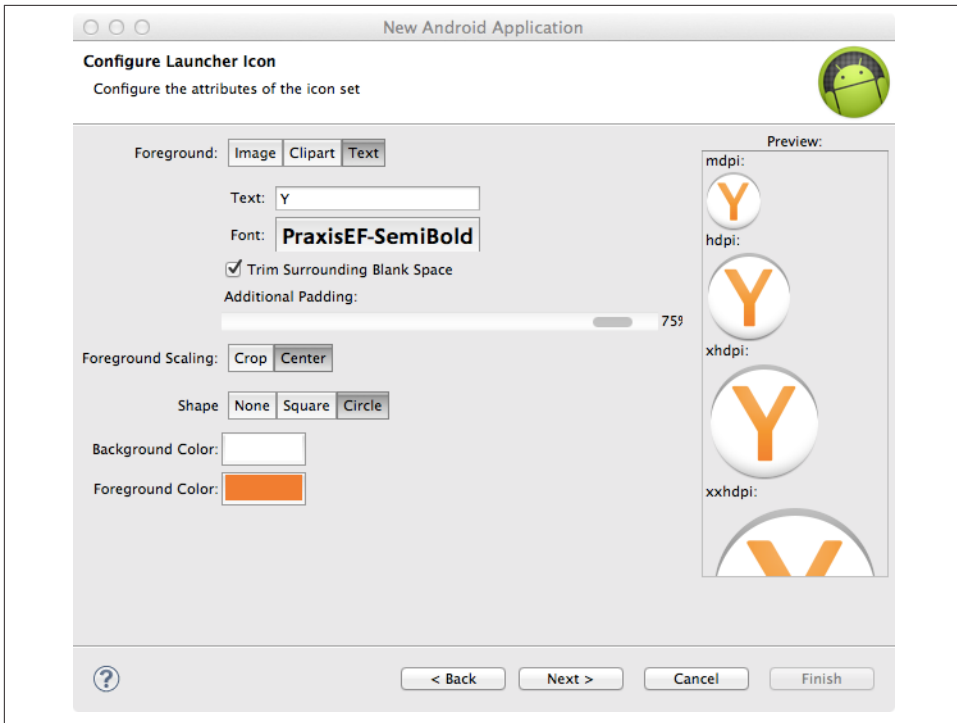 New Android Application
Configure Launcher Icon
Configure the attributes of the icon set
Foreground: Image Clipart Text
Text: Y
Font: PraxisEF-SemiBold
Trim Surrounding Blank Space
Additional Padding:
75%
Foreground Scaling: Crop Center
Shape None Square Circle
Background Color:
Foreground Color:
Preview:
mdpi:
Y
hdpi:
Y
xhdpi:
Y
xxhdpi:
Y
?
< Back Next > Cancel Finish